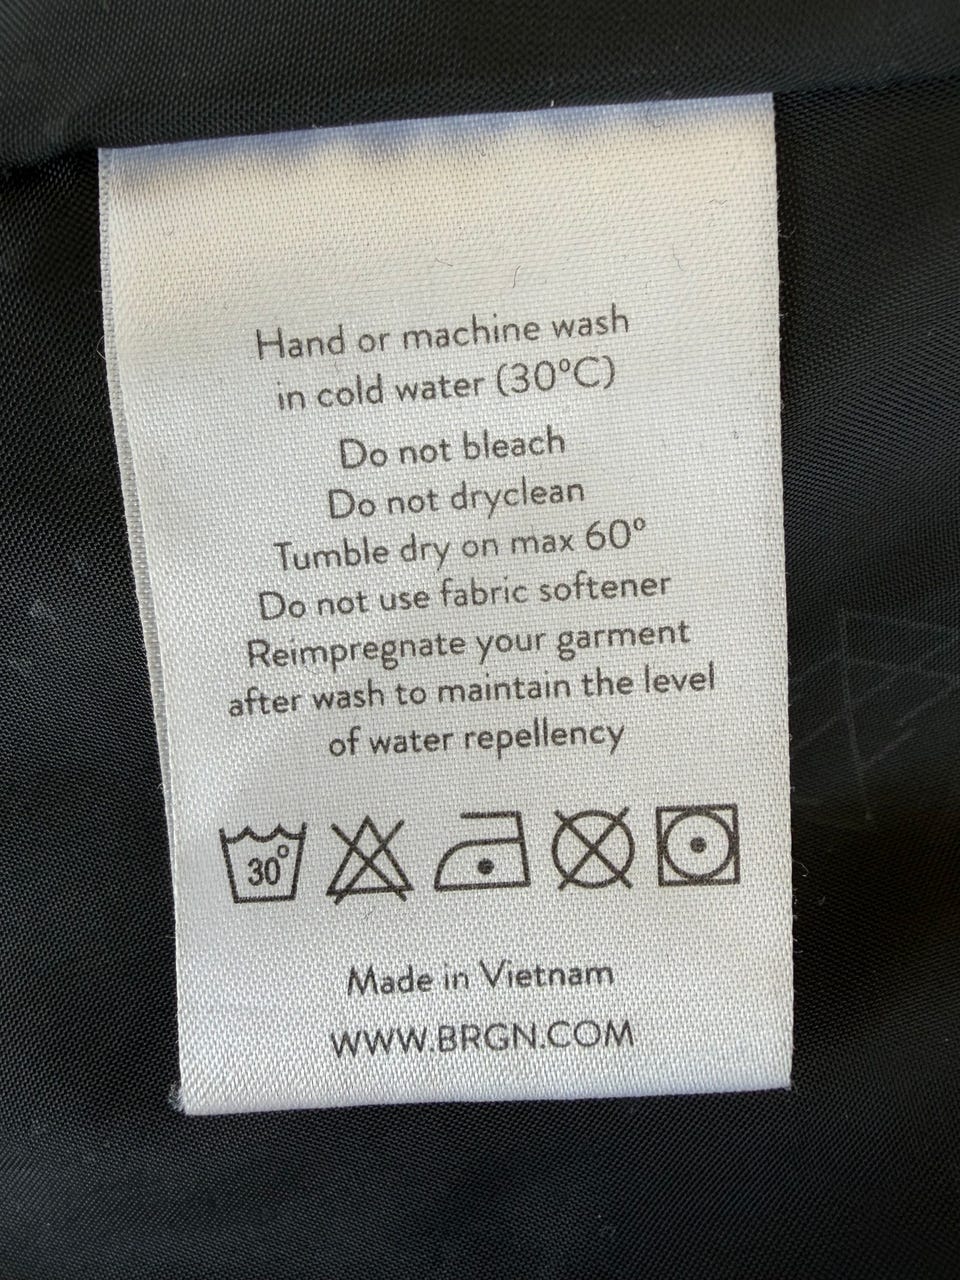 Hand or machine wash
in cold water (30°C)
Do not bleach
Do not dryclean
Tumble dry on max 60°
Do not use fabric softener
Reimpregnate your garment
after wash to maintain the level
of water repellency
30°
Made in Vietnam
WWW.BRGN.COM